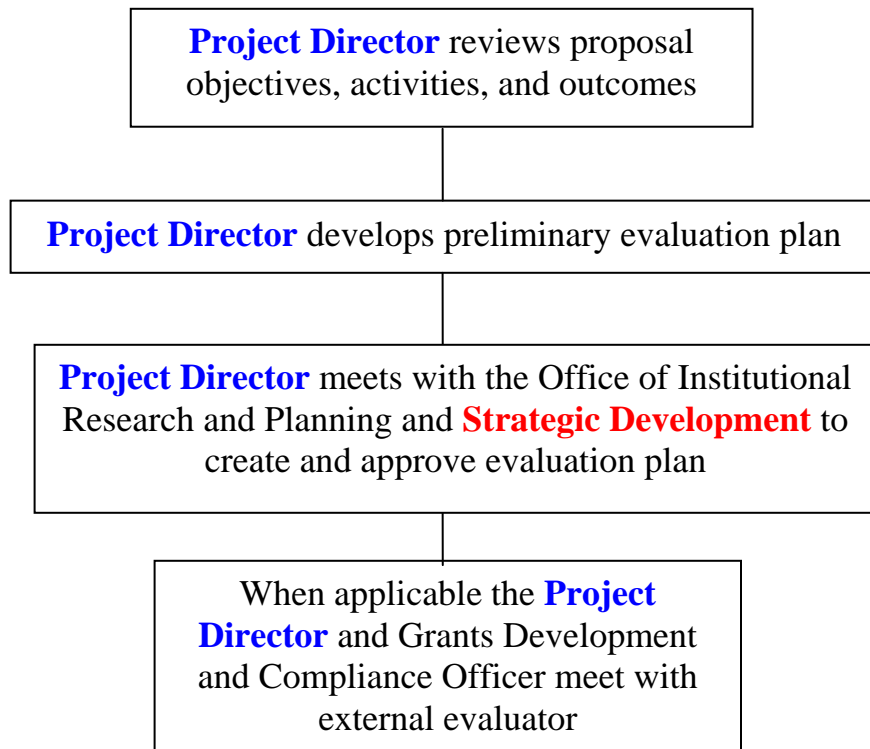 Project Director reviews proposal
objectives, activities, and outcomes
Project Director develops preliminary evaluation plan
Project Director meets with the Office of Institutional
Research and Planning and Strategic Development to
create and approve evaluation plan
When applicable the Project
Director and Grants Development
and Compliance Officer meet with
external evaluator